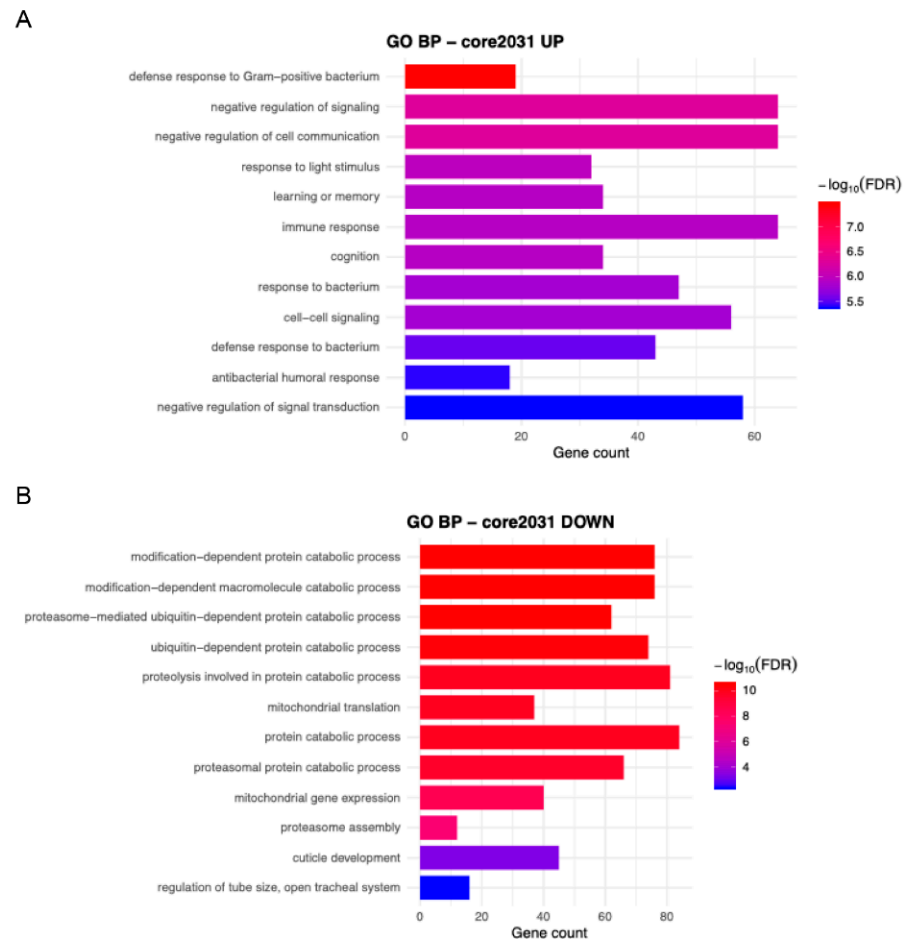 A
GO BP – core2031 UP
defense response to Gram–positive bacterium
negative regulation of signaling
negative regulation of cell communication
response to light stimulus
learning or memory
immune response
cognition
response to bacterium
cell–cell signaling
defense response to bacterium
antibacterial humoral response
negative regulation of signal transduction
0 20 40 60
Gene count
−log₁₀(FDR)
7.0
6.5
6.0
5.5
B
GO BP – core2031 DOWN
modification–dependent protein catabolic process
modification–dependent macromolecule catabolic process
proteasome–mediated ubiquitin–dependent protein catabolic process
ubiquitin–dependent protein catabolic process
proteolysis involved in protein catabolic process
mitochondrial translation
protein catabolic process
proteasomal protein catabolic process
mitochondrial gene expression
proteasome assembly
cuticle development
regulation of tube size, open tracheal system
0 20 40 60 80
Gene count
−log₁₀(FDR)
10
8
6
4